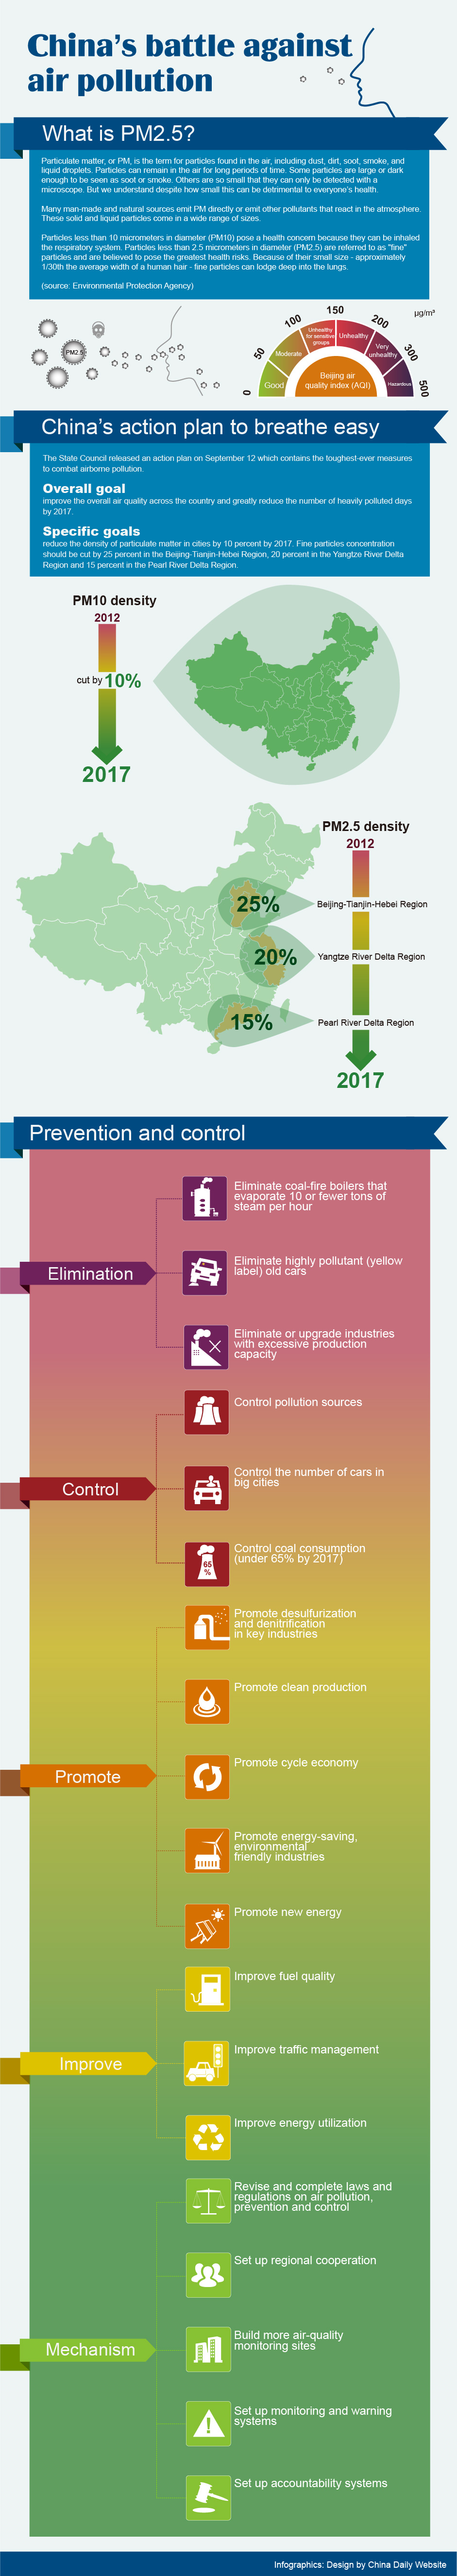 China's battle against
air pollution
What is PM2.5?
Particulate matter, or PM, is the term for particles found in the air, including dust, dirt, soot, smoke, and
liquid droplets. Particles can remain in the air for long periods of time. Some particles are large or dark
enough to be seen as soot or smoke. Others are so small that they can only be detected with a
microscope. But we understand despite how small this can be detrimental to everyone's health.
Many man-made and natural sources emit PM directly or emit other pollutants that react in the atmosphere.
These solid and liquid particles come in a wide range of sizes.
Particles less than 10 micrometers in diameter (PM10) pose a health concern because they can be inhaled
the respiratory system. Particles less than 2.5 micrometers in diameter (PM2.5) are referred to as "fine"
particles and are believed to pose the greatest health risks. Because of their small size - approximately
1/30th the average width of a human hair - fine particles can lodge deep into the lungs.
(source: Environmental Protection Agency)
PM2.5
0
50
100
150
200
300
500
µg/m³
Good
Moderate
Unhealthy
for sensitive
groups
Unhealthy
Very
unhealthy
Hazardous
Beijing air
quality index (AQI)
China's action plan to breathe easy
The State Council released an action plan on September 12 which contains the toughest-ever measures
to combat airborne pollution.
Overall goal
improve the overall air quality across the country and greatly reduce the number of heavily polluted days
by 2017.
Specific goals
reduce the density of particulate matter in cities by 10 percent by 2017. Fine particles concentration
should be cut by 25 percent in the Beijing-Tianjin-Hebei Region, 20 percent in the Yangtze River Delta
Region and 15 percent in the Pearl River Delta Region.
PM10 density
2012
cut by 10%
2017
PM2.5 density
2012
25%
Beijing-Tianjin-Hebei Region
20%
Yangtze River Delta Region
15%
Pearl River Delta Region
2017
Prevention and control
Elimination
Eliminate coal-fire boilers that
evaporate 10 or fewer tons of
steam per hour
Eliminate highly pollutant (yellow
label) old cars
Eliminate or upgrade industries
with excessive production
capacity
Control
Control pollution sources
Control the number of cars in
big cities
65
%
Control coal consumption
(under 65% by 2017)
Promote
Promote desulfurization
and denitrification
in key industries
Promote clean production
Promote cycle economy
Promote energy-saving,
environmental
friendly industries
Promote new energy
Improve
Improve fuel quality
Improve traffic management
Improve energy utilization
Mechanism
Revise and complete laws and
regulations on air pollution,
prevention and control
Set up regional cooperation
Build more air-quality
monitoring sites
Set up monitoring and warning
systems
Set up accountability systems
Infographics: Design by China Daily Website